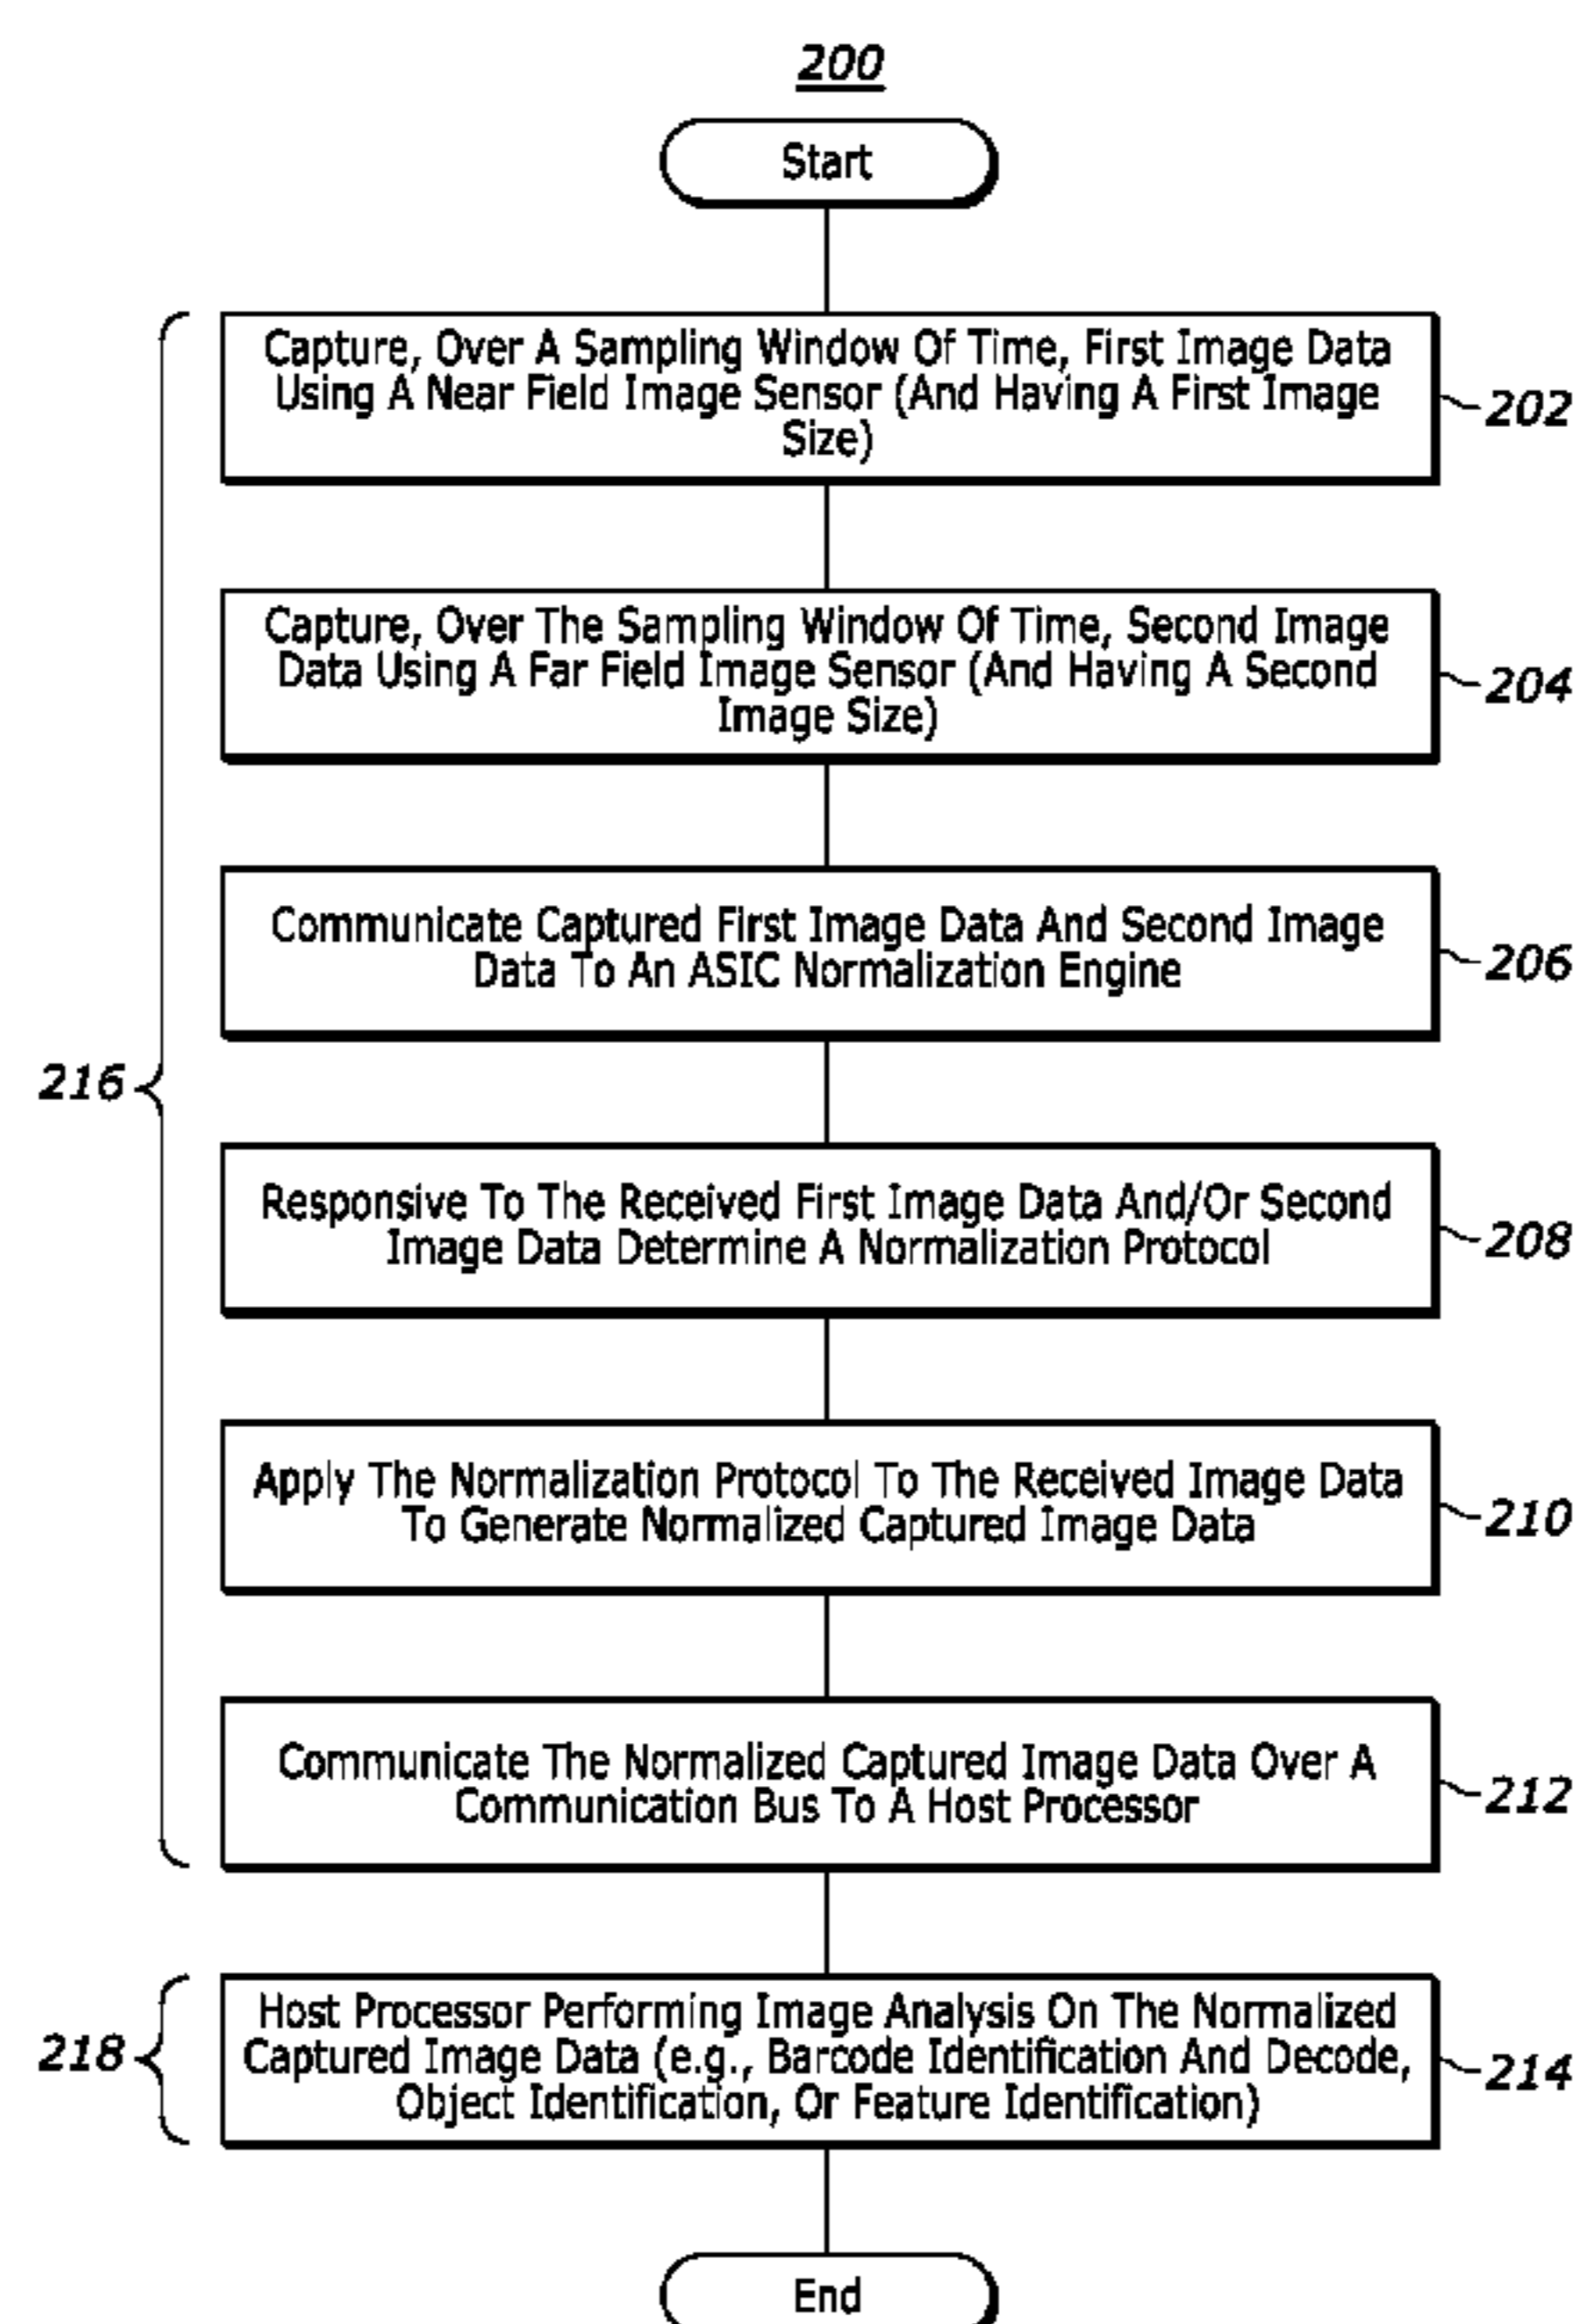 200
Start
Capture, Over A Sampling Window Of Time, First Image Data
Using A Near Field Image Sensor (And Having A First Image
Size)
202
Capture, Over The Sampling Window Of Time, Second Image
Data Using A Far Field Image Sensor (And Having A Second
Image Size)
204
Communicate Captured First Image Data And Second Image
Data To An ASIC Normalization Engine
206
216
Responsive To The Received First Image Data And/Or Second
Image Data Determine A Normalization Protocol
208
Apply The Normalization Protocol To The Received Image Data
To Generate Normalized Captured Image Data
210
Communicate The Normalized Captured Image Data Over A
Communication Bus To A Host Processor
212
Host Processor Performing Image Analysis On The Normalized
Captured Image Data (e.g., Barcode Identification And Decode,
Object Identification, Or Feature Identification)
214
218
End